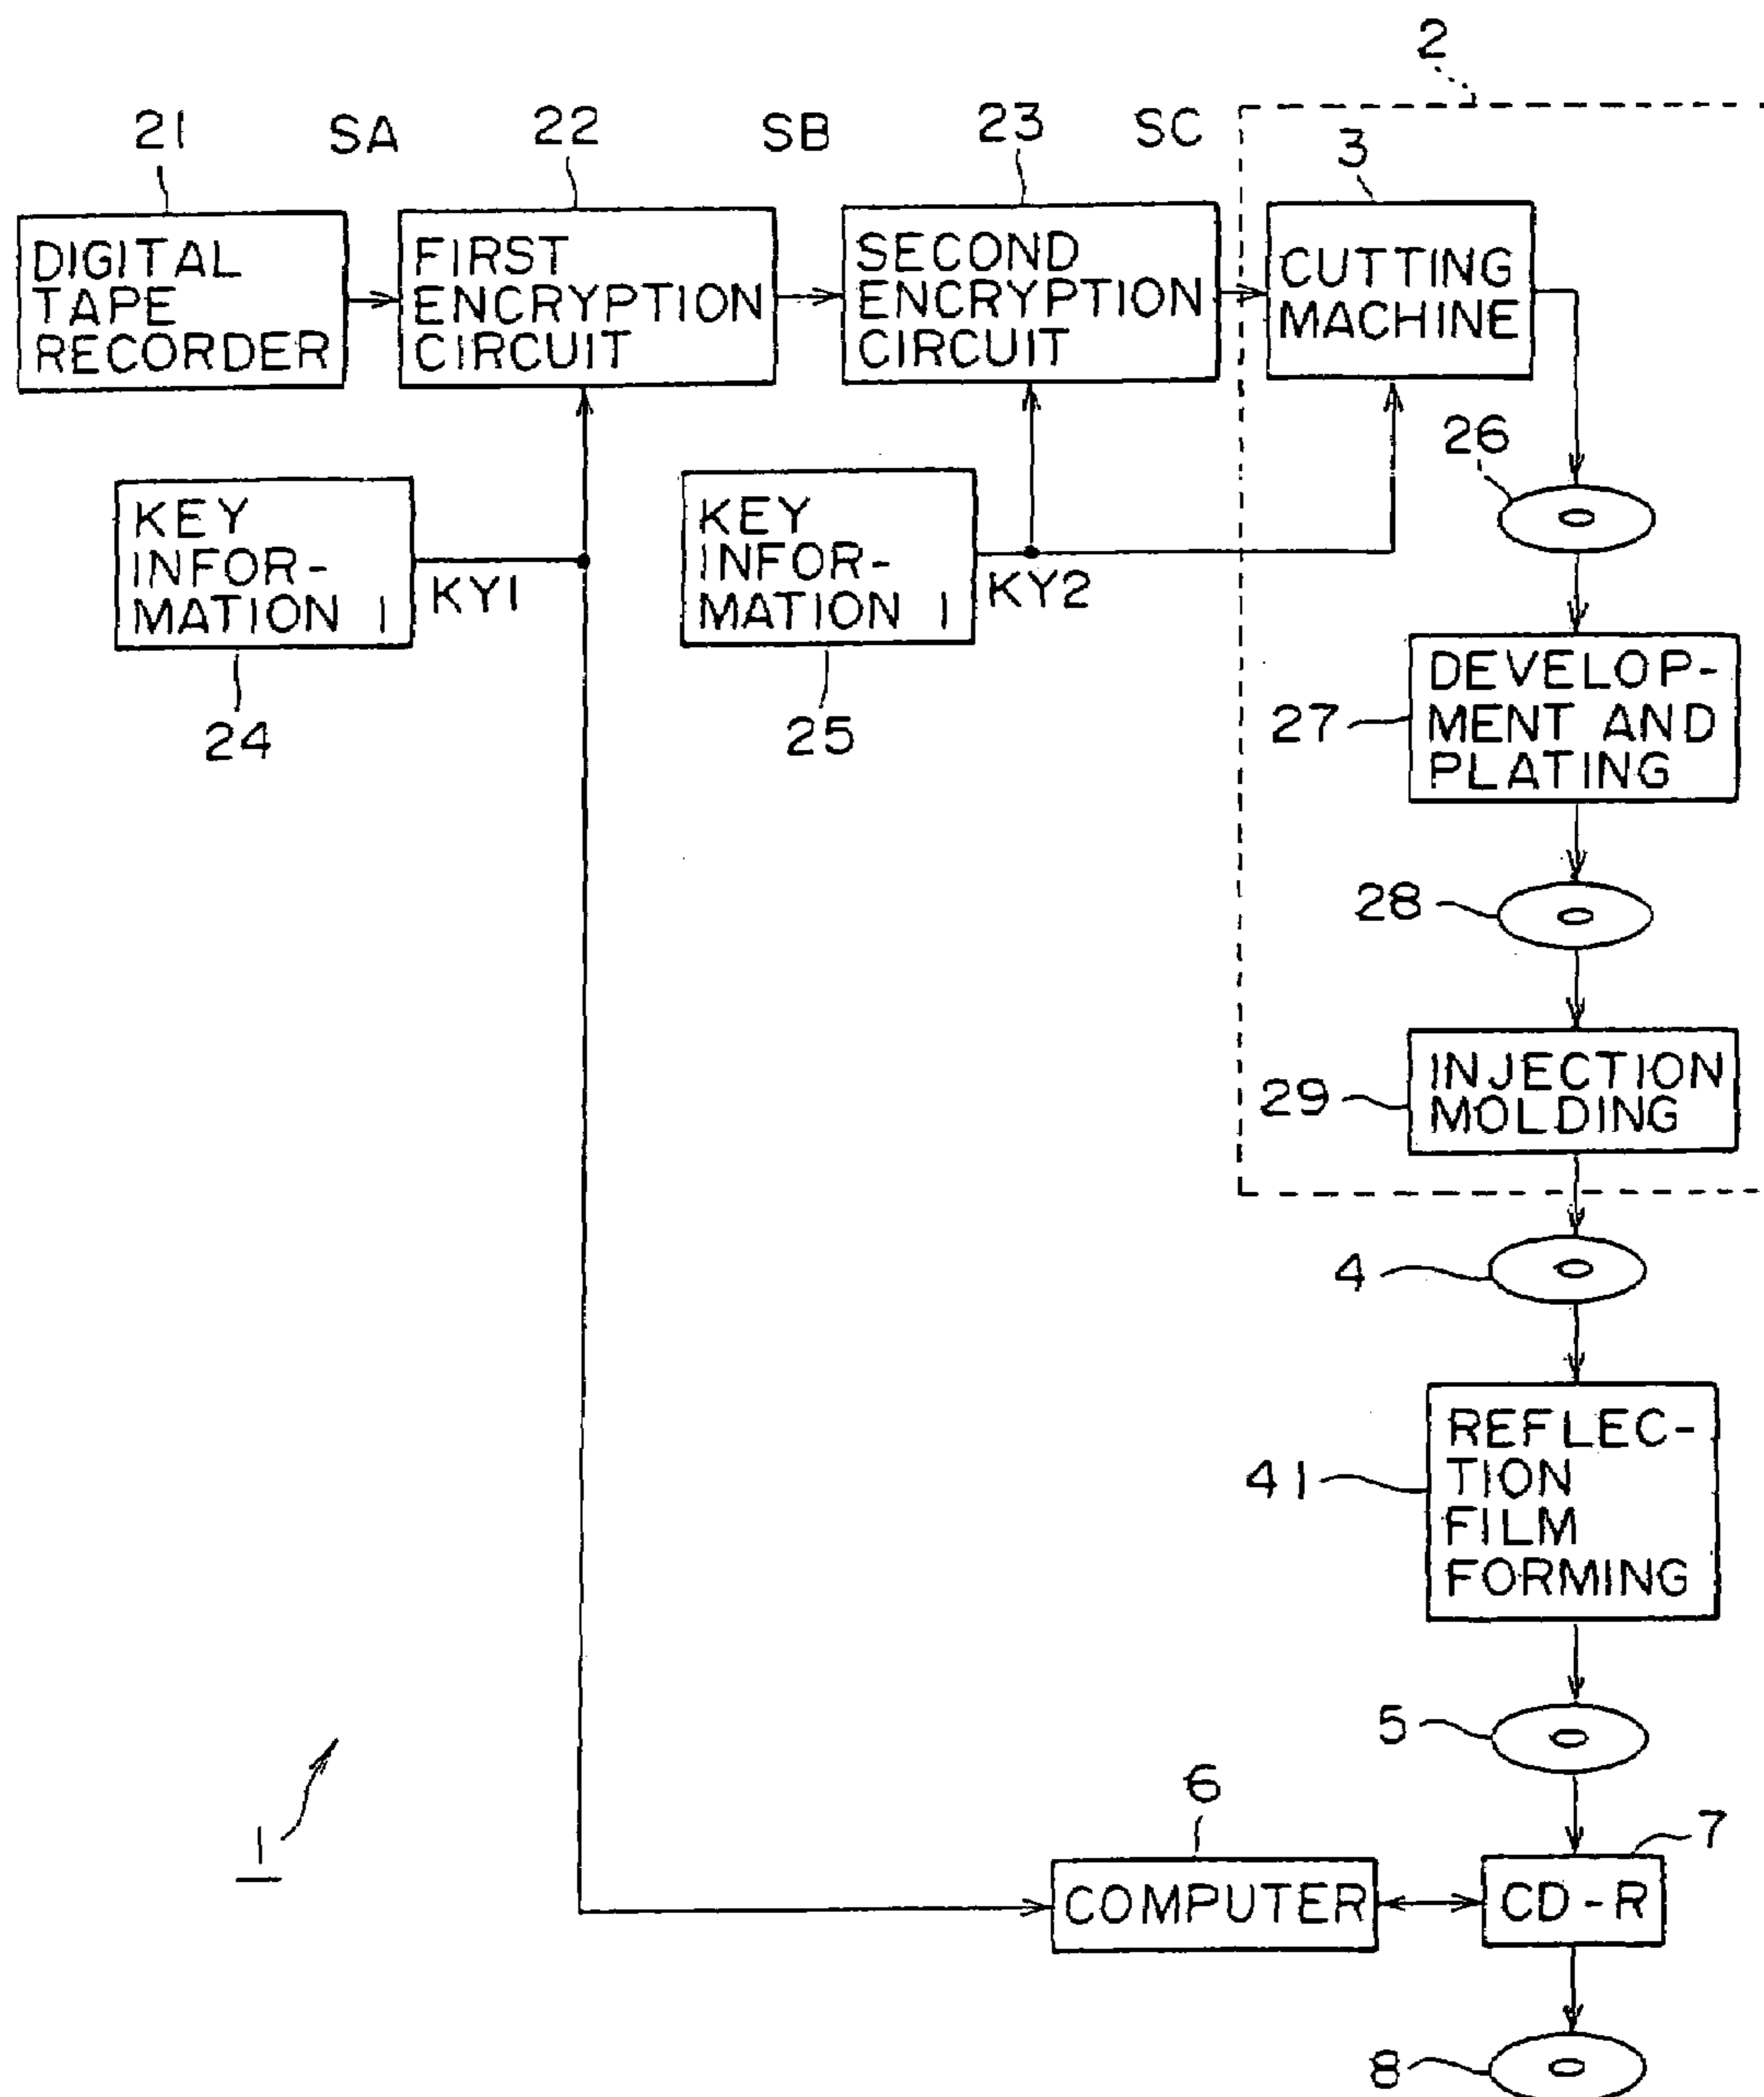 2
21
SA
22
SB
23
SC
3
DIGITAL
TAPE
RECORDER
FIRST
ENCRYPTION
CIRCUIT
SECOND
ENCRYPTION
CIRCUIT
CUTTING
MACHINE
26
KEY
INFOR-
MATION 1
KY1
24
KEY
INFOR-
MATION 1
KY2
25
27
DEVELOP-
MENT AND
PLATING
28
29
INJECTION
MOLDING
4
41
REFLEC-
TION
FILM
FORMING
5
1
6
7
COMPUTER
CD-R
8